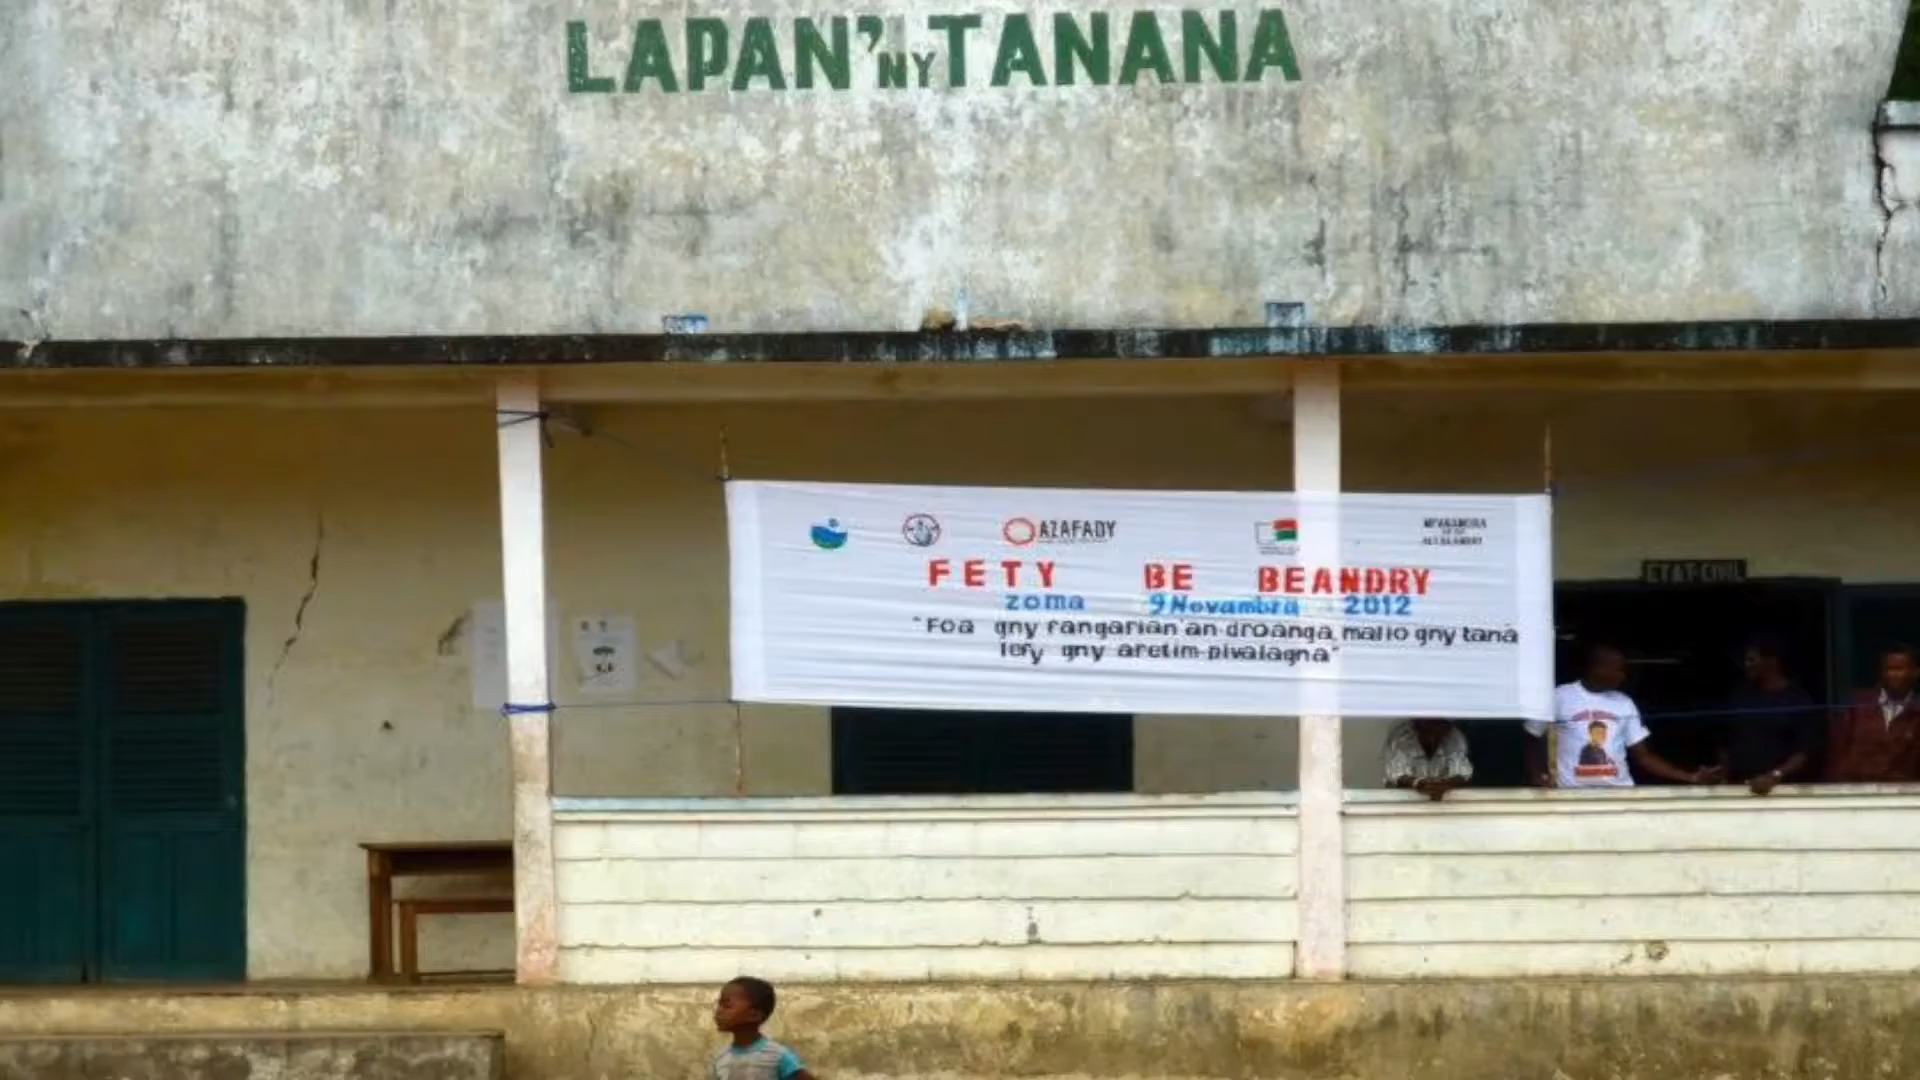 LAPAN'NY TANANA
AZAFADY
FETY BE BEANDRY
zoma 9 Novambra 2012
"Foa gny rangarian'an-droanga, malio gny tana
lefy gny aretim-pivalagna"
ETAT-CIVIL